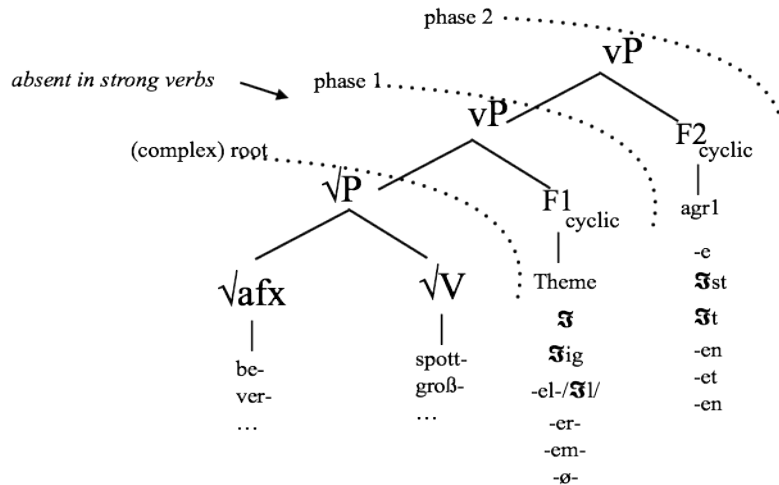 phase 2
vP
absent in strong verbs
phase 1
vP
F2 cyclic
(complex) root
√P
F1 cyclic
agr1
-e
√afx
√V
Theme
𝕴st
𝕴
𝕴t
be-
spott-
𝕴ig
-en
ver-
groß-
-el-/𝕴l/
-et
…
…
-er-
-en
-em-
-ø-